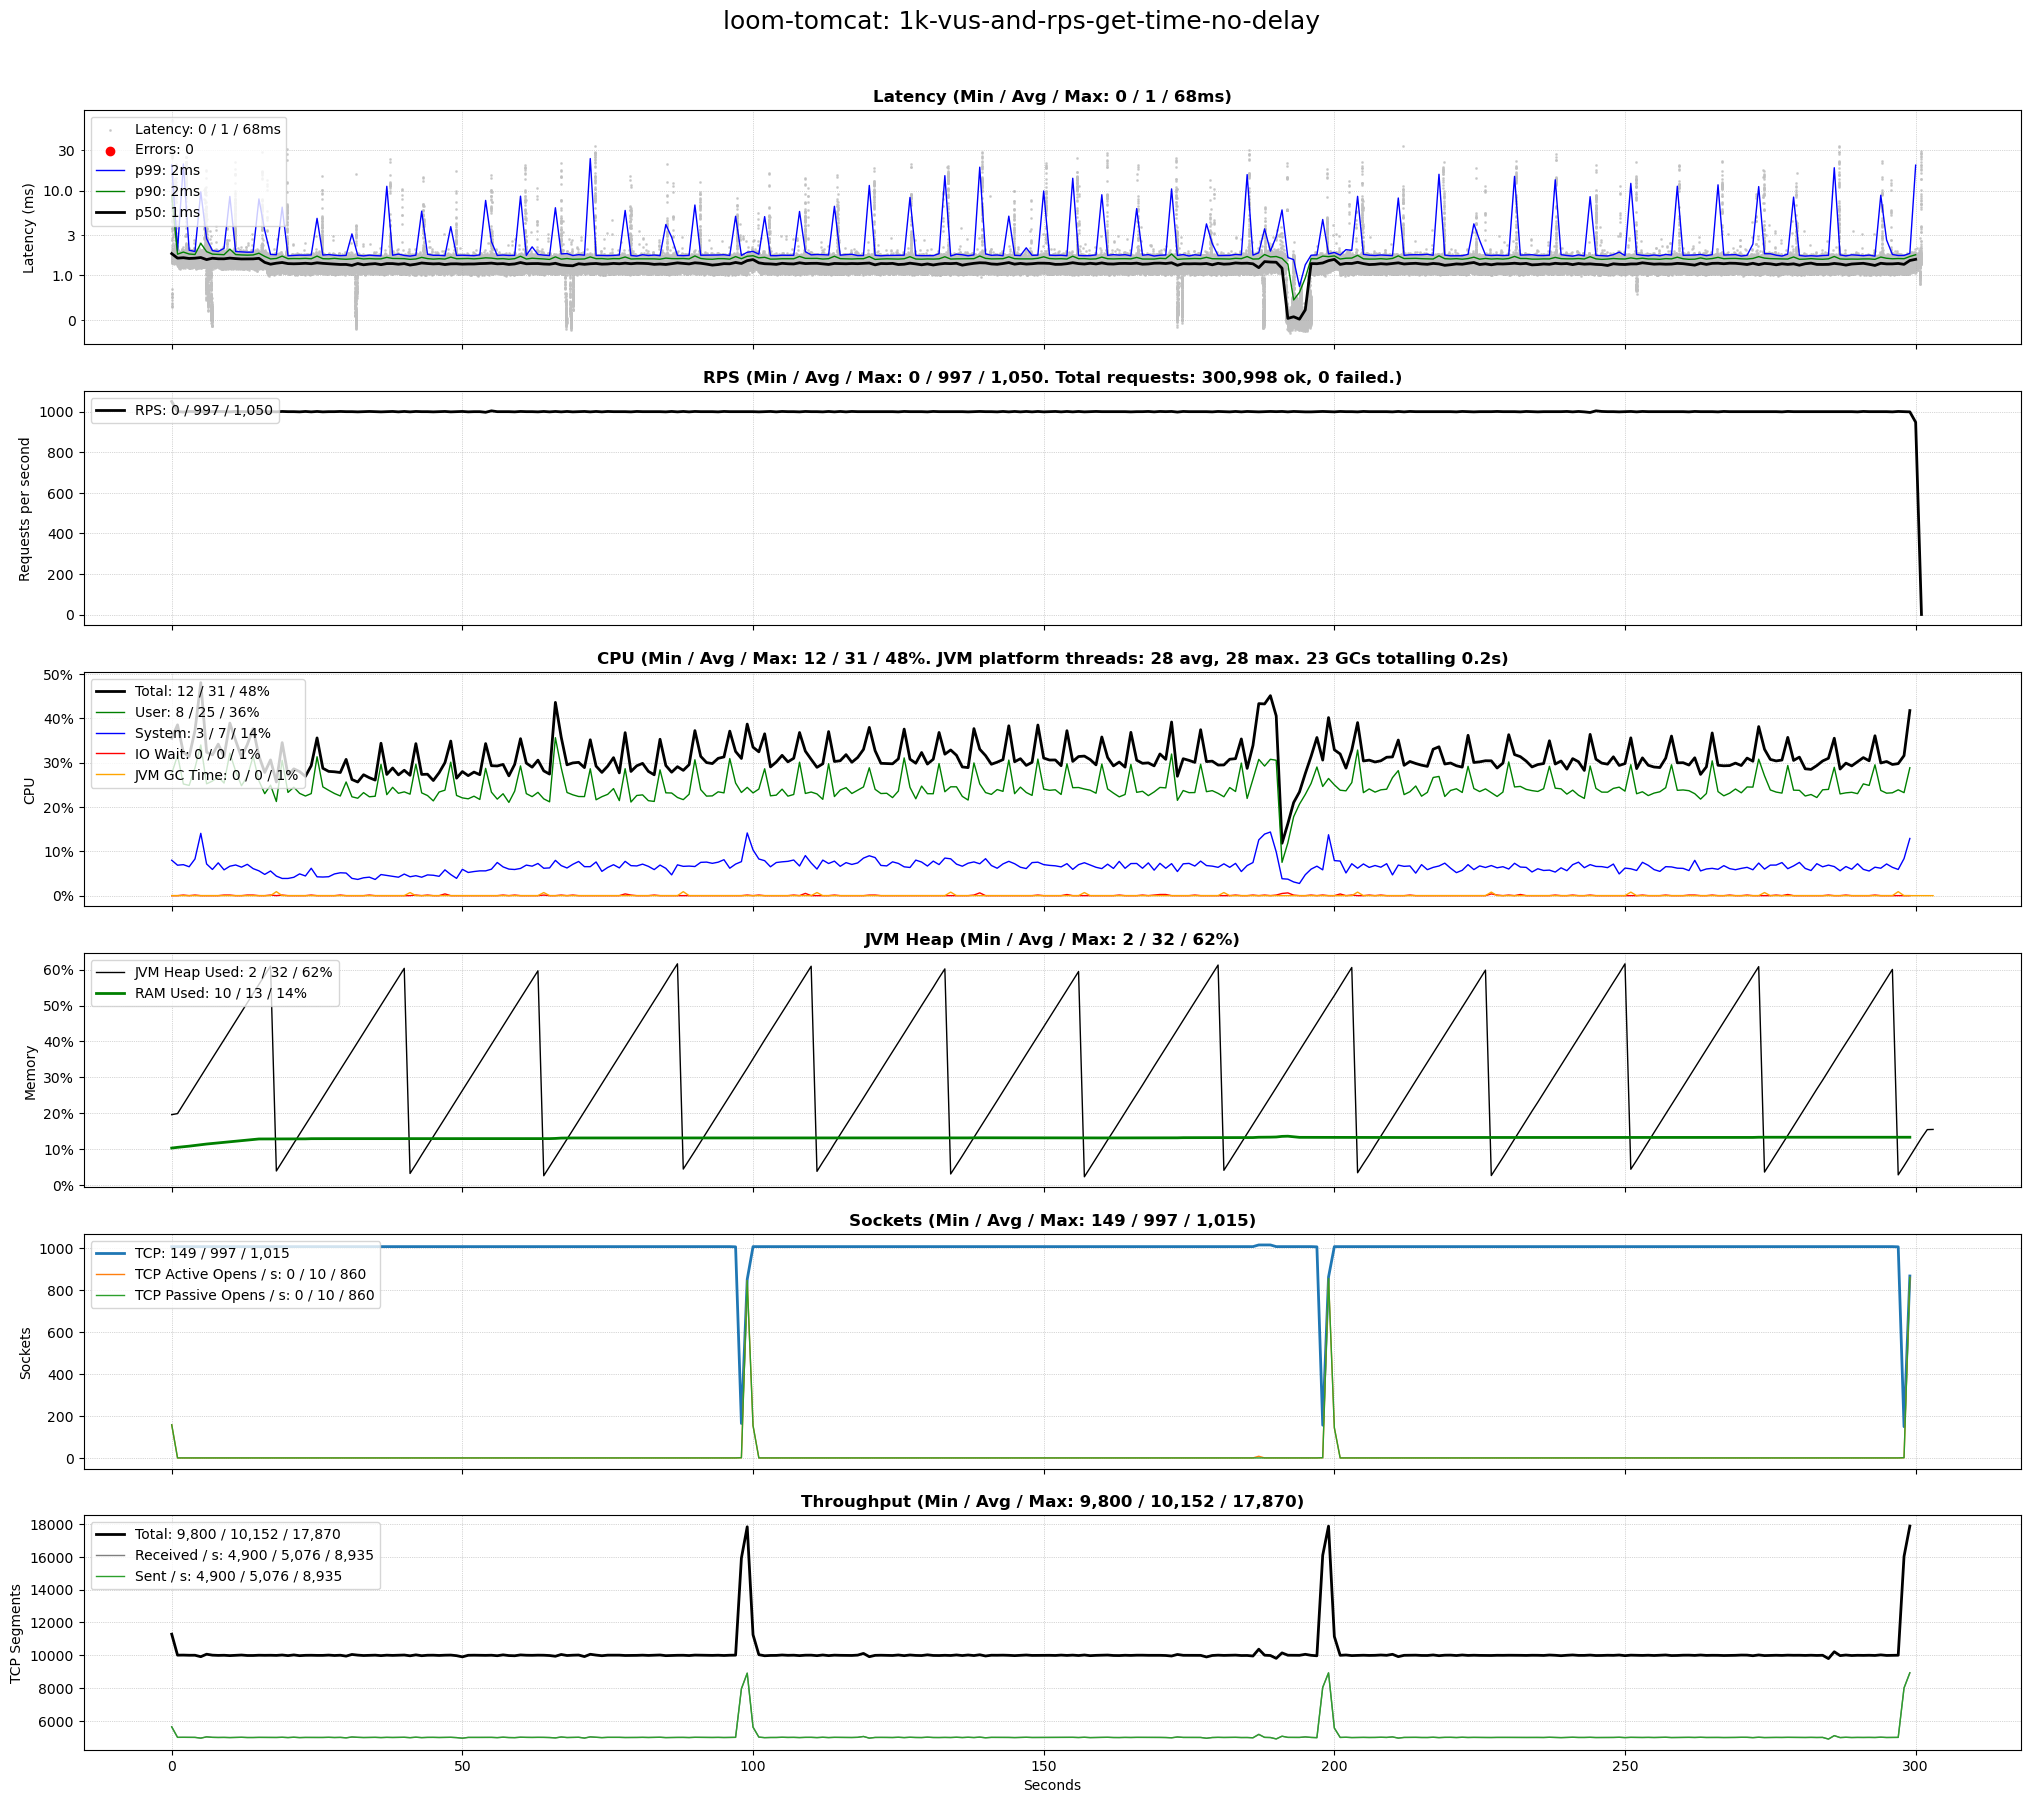 loom-tomcat: 1k-vus-and-rps-get-time-no-delay
Latency (Min / Avg / Max: 0 / 1 / 68ms)
Latency (ms)
30
10.0
3
1.0
0
Latency: 0 / 1 / 68ms
Errors: 0
p99: 2ms
p90: 2ms
p50: 1ms
RPS (Min / Avg / Max: 0 / 997 / 1,050. Total requests: 300,998 ok, 0 failed.)
Requests per second
1000
800
600
400
200
0
RPS: 0 / 997 / 1,050
CPU (Min / Avg / Max: 12 / 31 / 48%. JVM platform threads: 28 avg, 28 max. 23 GCs totalling 0.2s)
CPU
50%
40%
30%
20%
10%
0%
Total: 12 / 31 / 48%
User: 8 / 25 / 36%
System: 3 / 7 / 14%
IO Wait: 0 / 0 / 1%
JVM GC Time: 0 / 0 / 1%
JVM Heap (Min / Avg / Max: 2 / 32 / 62%)
Memory
60%
50%
40%
30%
20%
10%
0%
JVM Heap Used: 2 / 32 / 62%
RAM Used: 10 / 13 / 14%
Sockets (Min / Avg / Max: 149 / 997 / 1,015)
Sockets
1000
800
600
400
200
0
TCP: 149 / 997 / 1,015
TCP Active Opens / s: 0 / 10 / 860
TCP Passive Opens / s: 0 / 10 / 860
Throughput (Min / Avg / Max: 9,800 / 10,152 / 17,870)
TCP Segments
18000
16000
14000
12000
10000
8000
6000
Total: 9,800 / 10,152 / 17,870
Received / s: 4,900 / 5,076 / 8,935
Sent / s: 4,900 / 5,076 / 8,935
0 50 100 150 200 250 300
Seconds